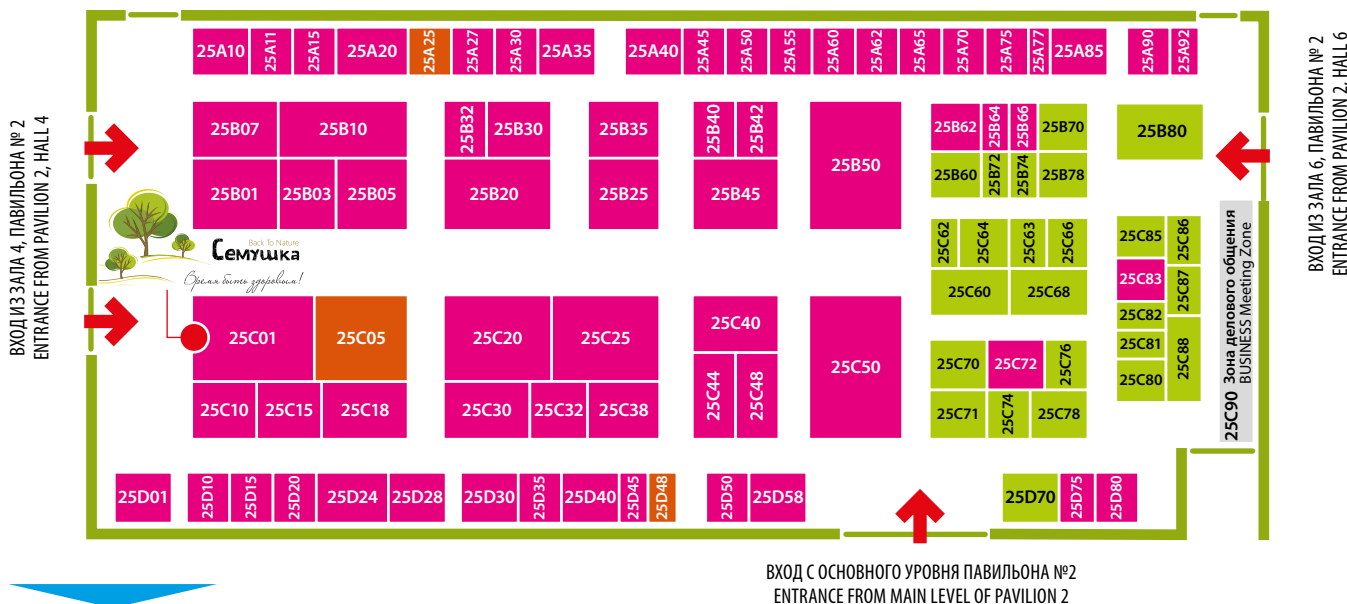 25A10
25A11
25A15
25A20
25A25
25A27
25A30
25A35
25A40
25A45
25A50
25A55
25A60
25A62
25A65
25A70
25A75
25A77
25A85
25A90
25A92
ВХОД ИЗ ЗАЛА 4, ПАВИЛЬОНА № 2
ENTRANCE FROM PAVILION 2, HALL 4
25B07
25B10
25B32
25B30
25B35
25B40
25B42
25B50
25B62
25B64
25B66
25B70
25B80
25B01
25B03
25B05
25B20
25B25
25B45
25B60
25B72
25B74
25B78
ВХОД ИЗ ЗАЛА 6, ПАВИЛЬОНА № 2
ENTRANCE FROM PAVILION 2, HALL 6
Back To Nature
Семушка
Время быть здоровым!
25C62
25C64
25C63
25C66
25C85
25C86
25C60
25C68
25C83
25C87
25C82
25C81
25C88
25C80
25C90 Зона делового общения
BUSINESS Meeting Zone
25C01
25C05
25C20
25C25
25C40
25C50
25C70
25C72
25C76
25C10
25C15
25C18
25C30
25C32
25C38
25C44
25C48
25C71
25C74
25C78
25D01
25D10
25D15
25D20
25D24
25D28
25D30
25D35
25D40
25D45
25D48
25D50
25D58
25D70
25D75
25D80
ВХОД С ОСНОВНОГО УРОВНЯ ПАВИЛЬОНА №2
ENTRANCE FROM MAIN LEVEL OF PAVILION 2